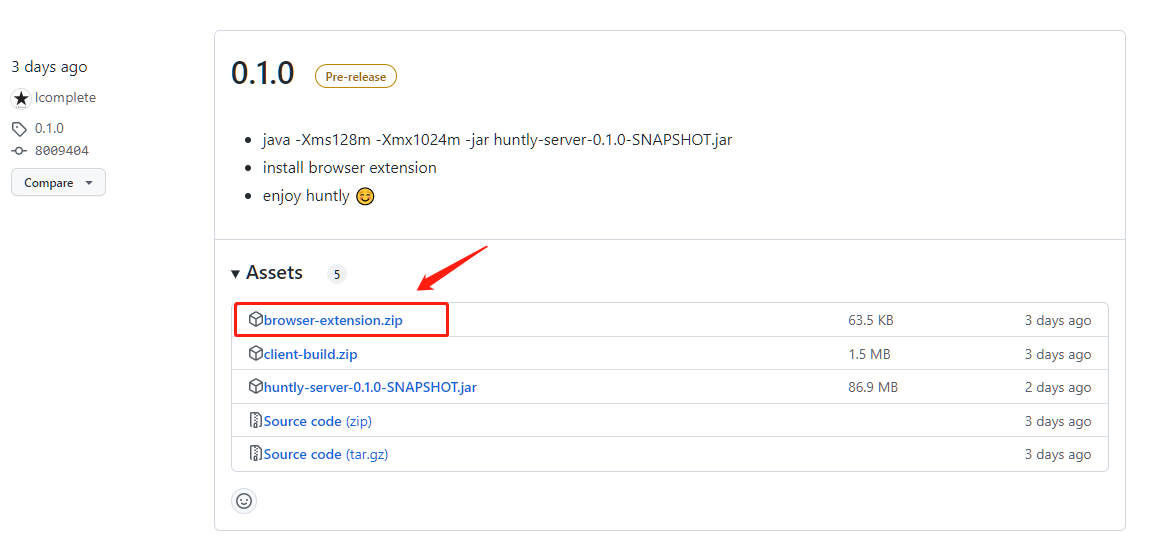 3 days ago
lcomplete
0.1.0
8009404
Compare
0.1.0 Pre-release
java -Xms128m -Xmx1024m -jar huntly-server-0.1.0-SNAPSHOT.jar
install browser extension
enjoy huntly 😊
Assets 5
browser-extension.zip 63.5 KB 3 days ago
client-build.zip 1.5 MB 3 days ago
huntly-server-0.1.0-SNAPSHOT.jar 86.9 MB 2 days ago
Source code (zip) 3 days ago
Source code (tar.gz) 3 days ago